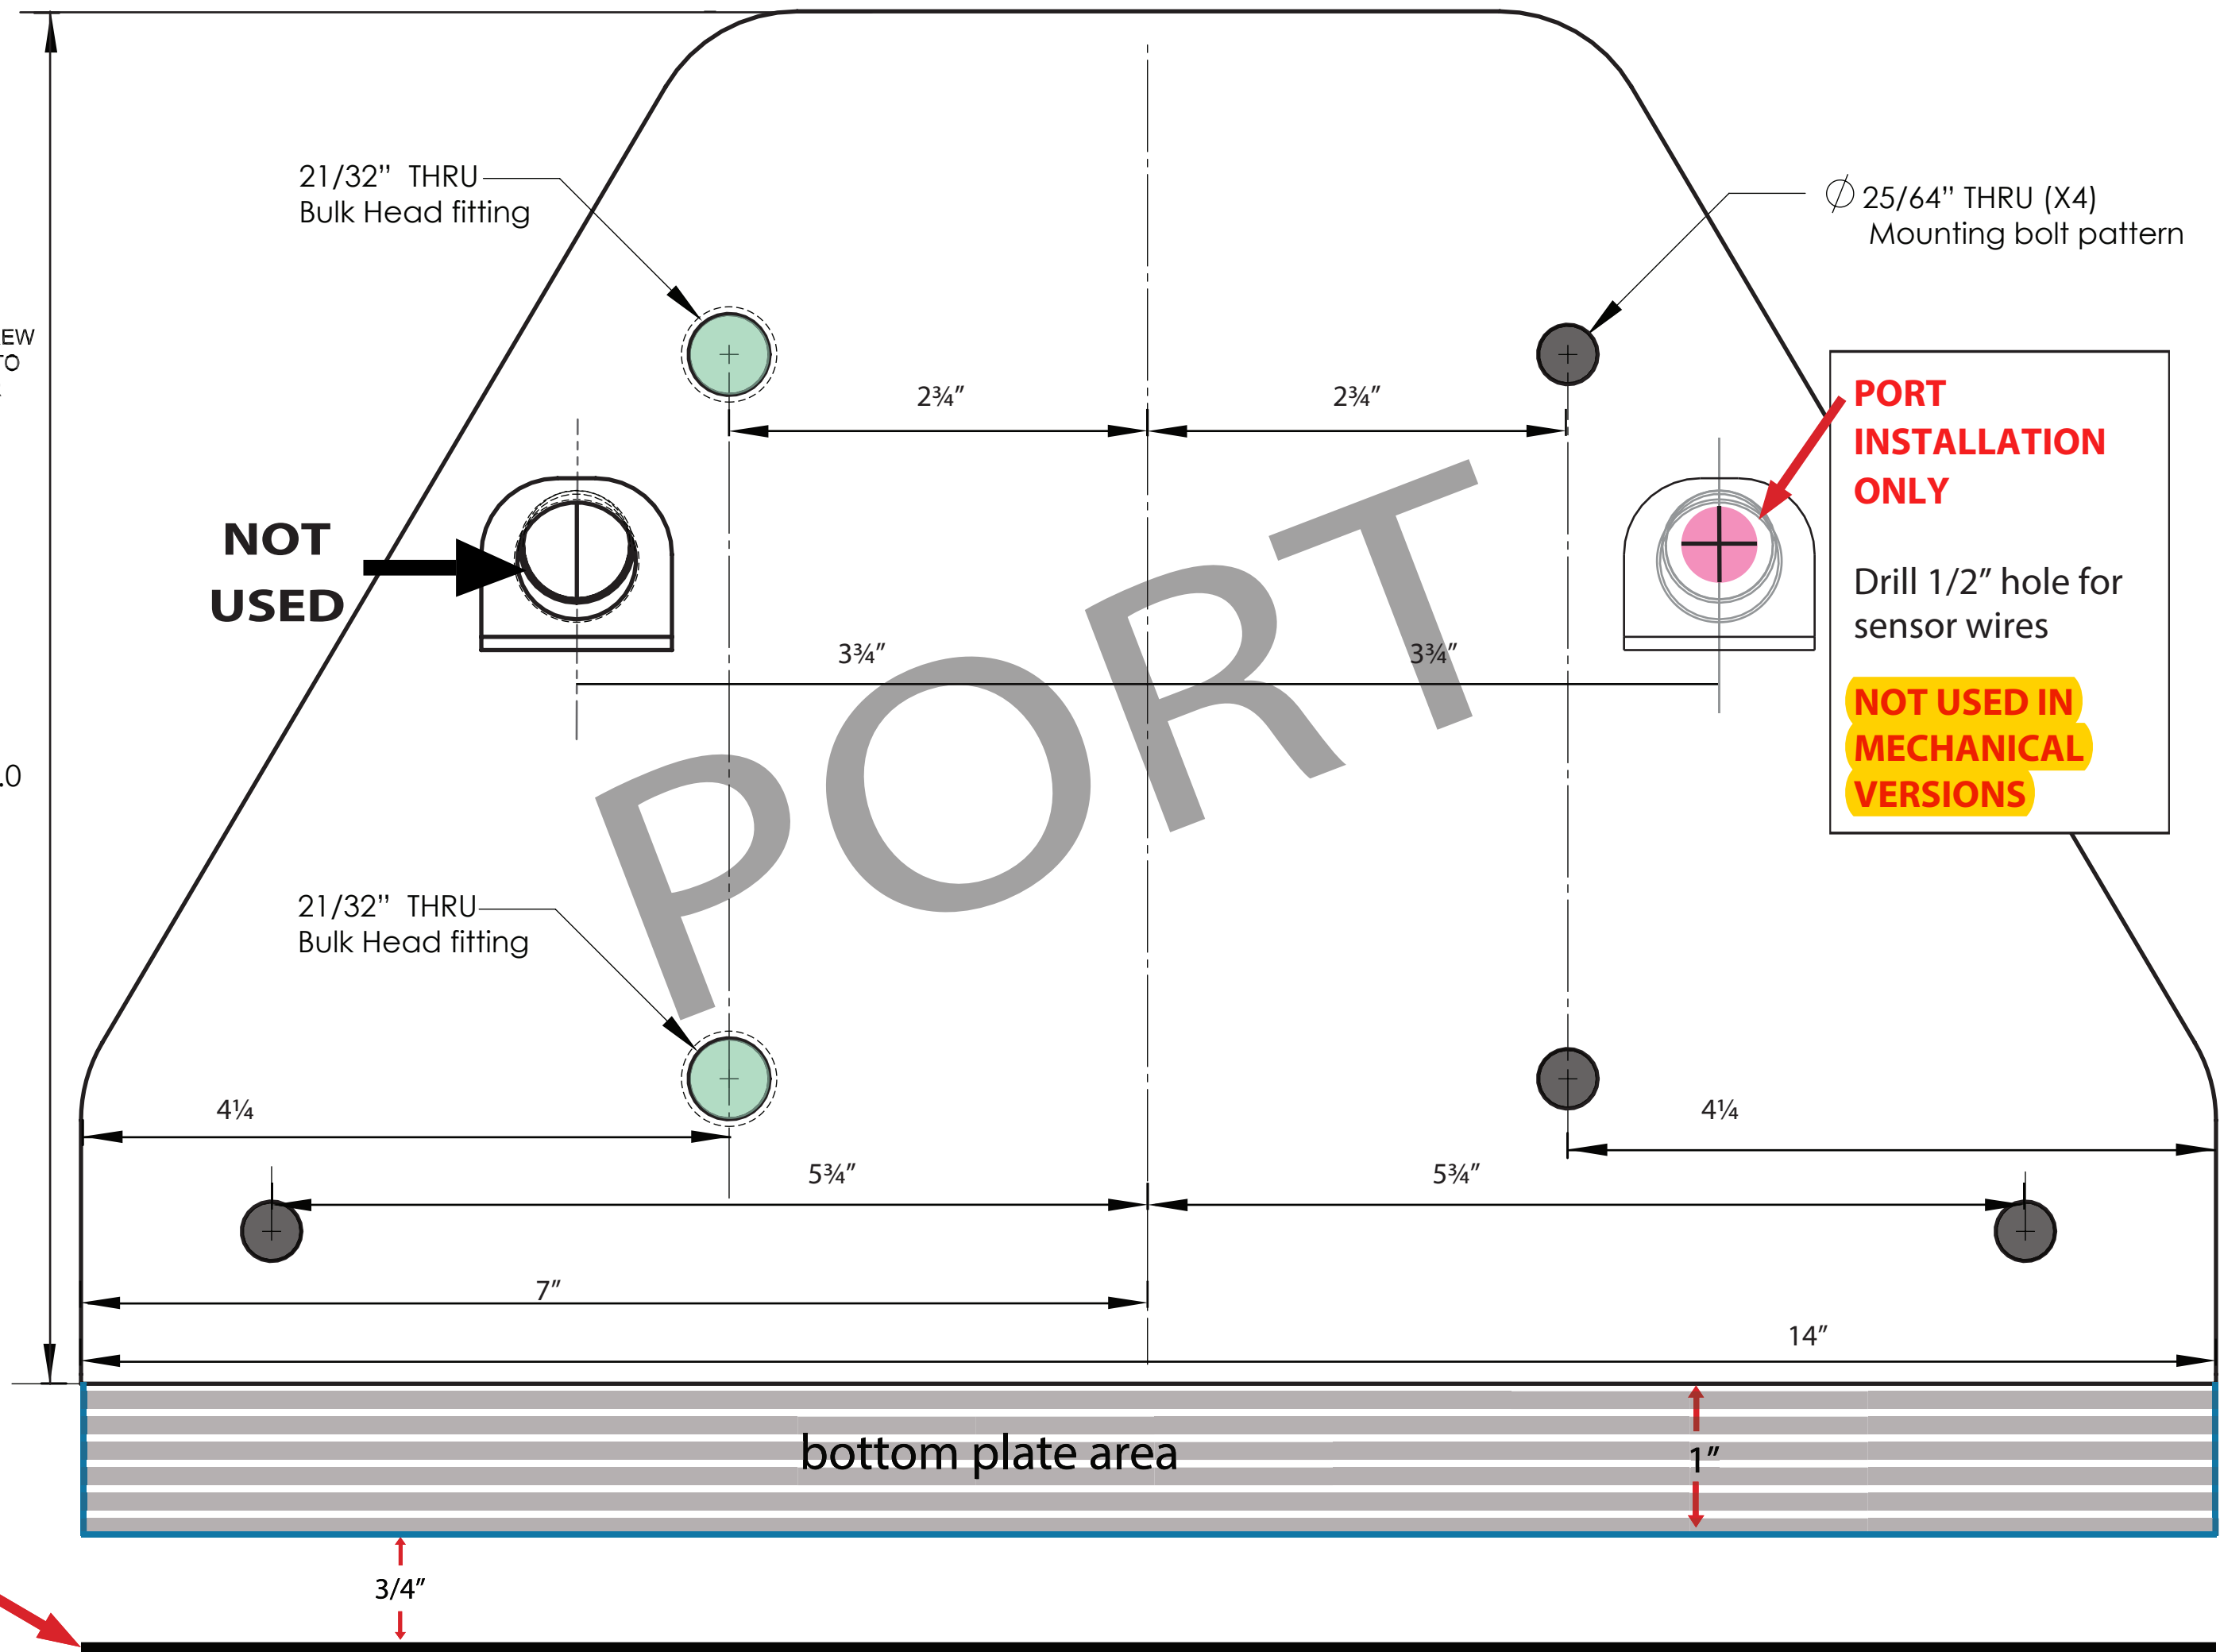 21/32” THRU
Bulk Head fitting
25/64” THRU (X4)
Mounting bolt pattern
EW
TO
2¾”
2¾”
PORT
INSTALLATION
ONLY
Drill 1/2” hole for
sensor wires
NOT USED IN
MECHANICAL
VERSIONS
NOT
USED
3¾”
3¾”
PORT
.0
21/32” THRU
Bulk Head fitting
4¼
4¼
5¾”
5¾”
7”
14”
bottom plate area
1”
3/4”